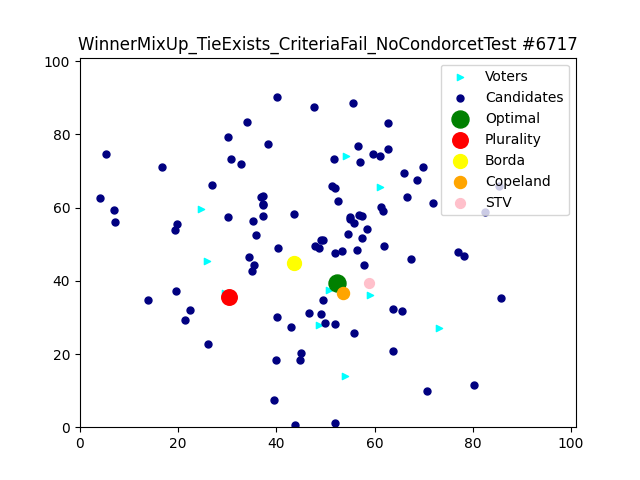 WinnerMixUp_TieExists_CriteriaFail_NoCondorcetTest #6717
100
80
60
40
20
0
0 20 40 60 80 100
Voters
Candidates
Optimal
Plurality
Borda
Copeland
STV